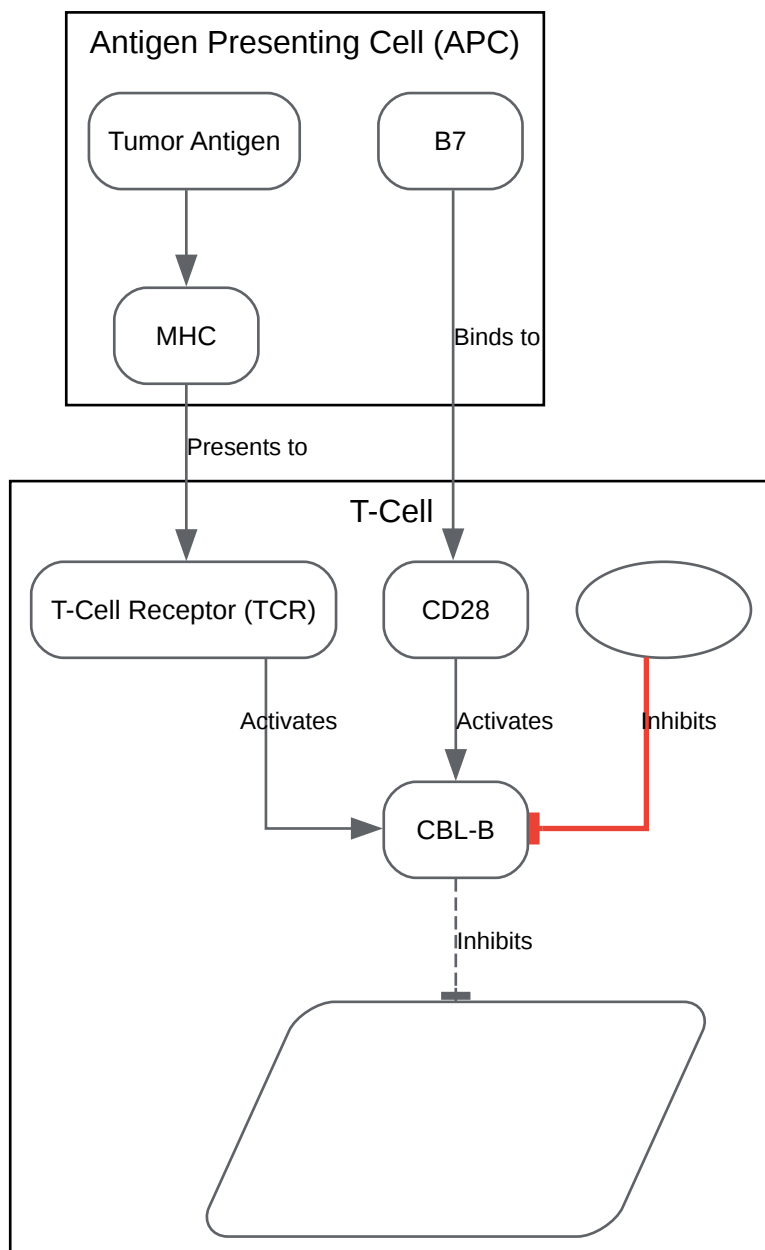 Antigen Presenting Cell (APC)
Tumor Antigen
B7
MHC
Binds to
Presents to
T-Cell
T-Cell Receptor (TCR)
CD28
Activates
Activates
Inhibits
CBL-B
Inhibits